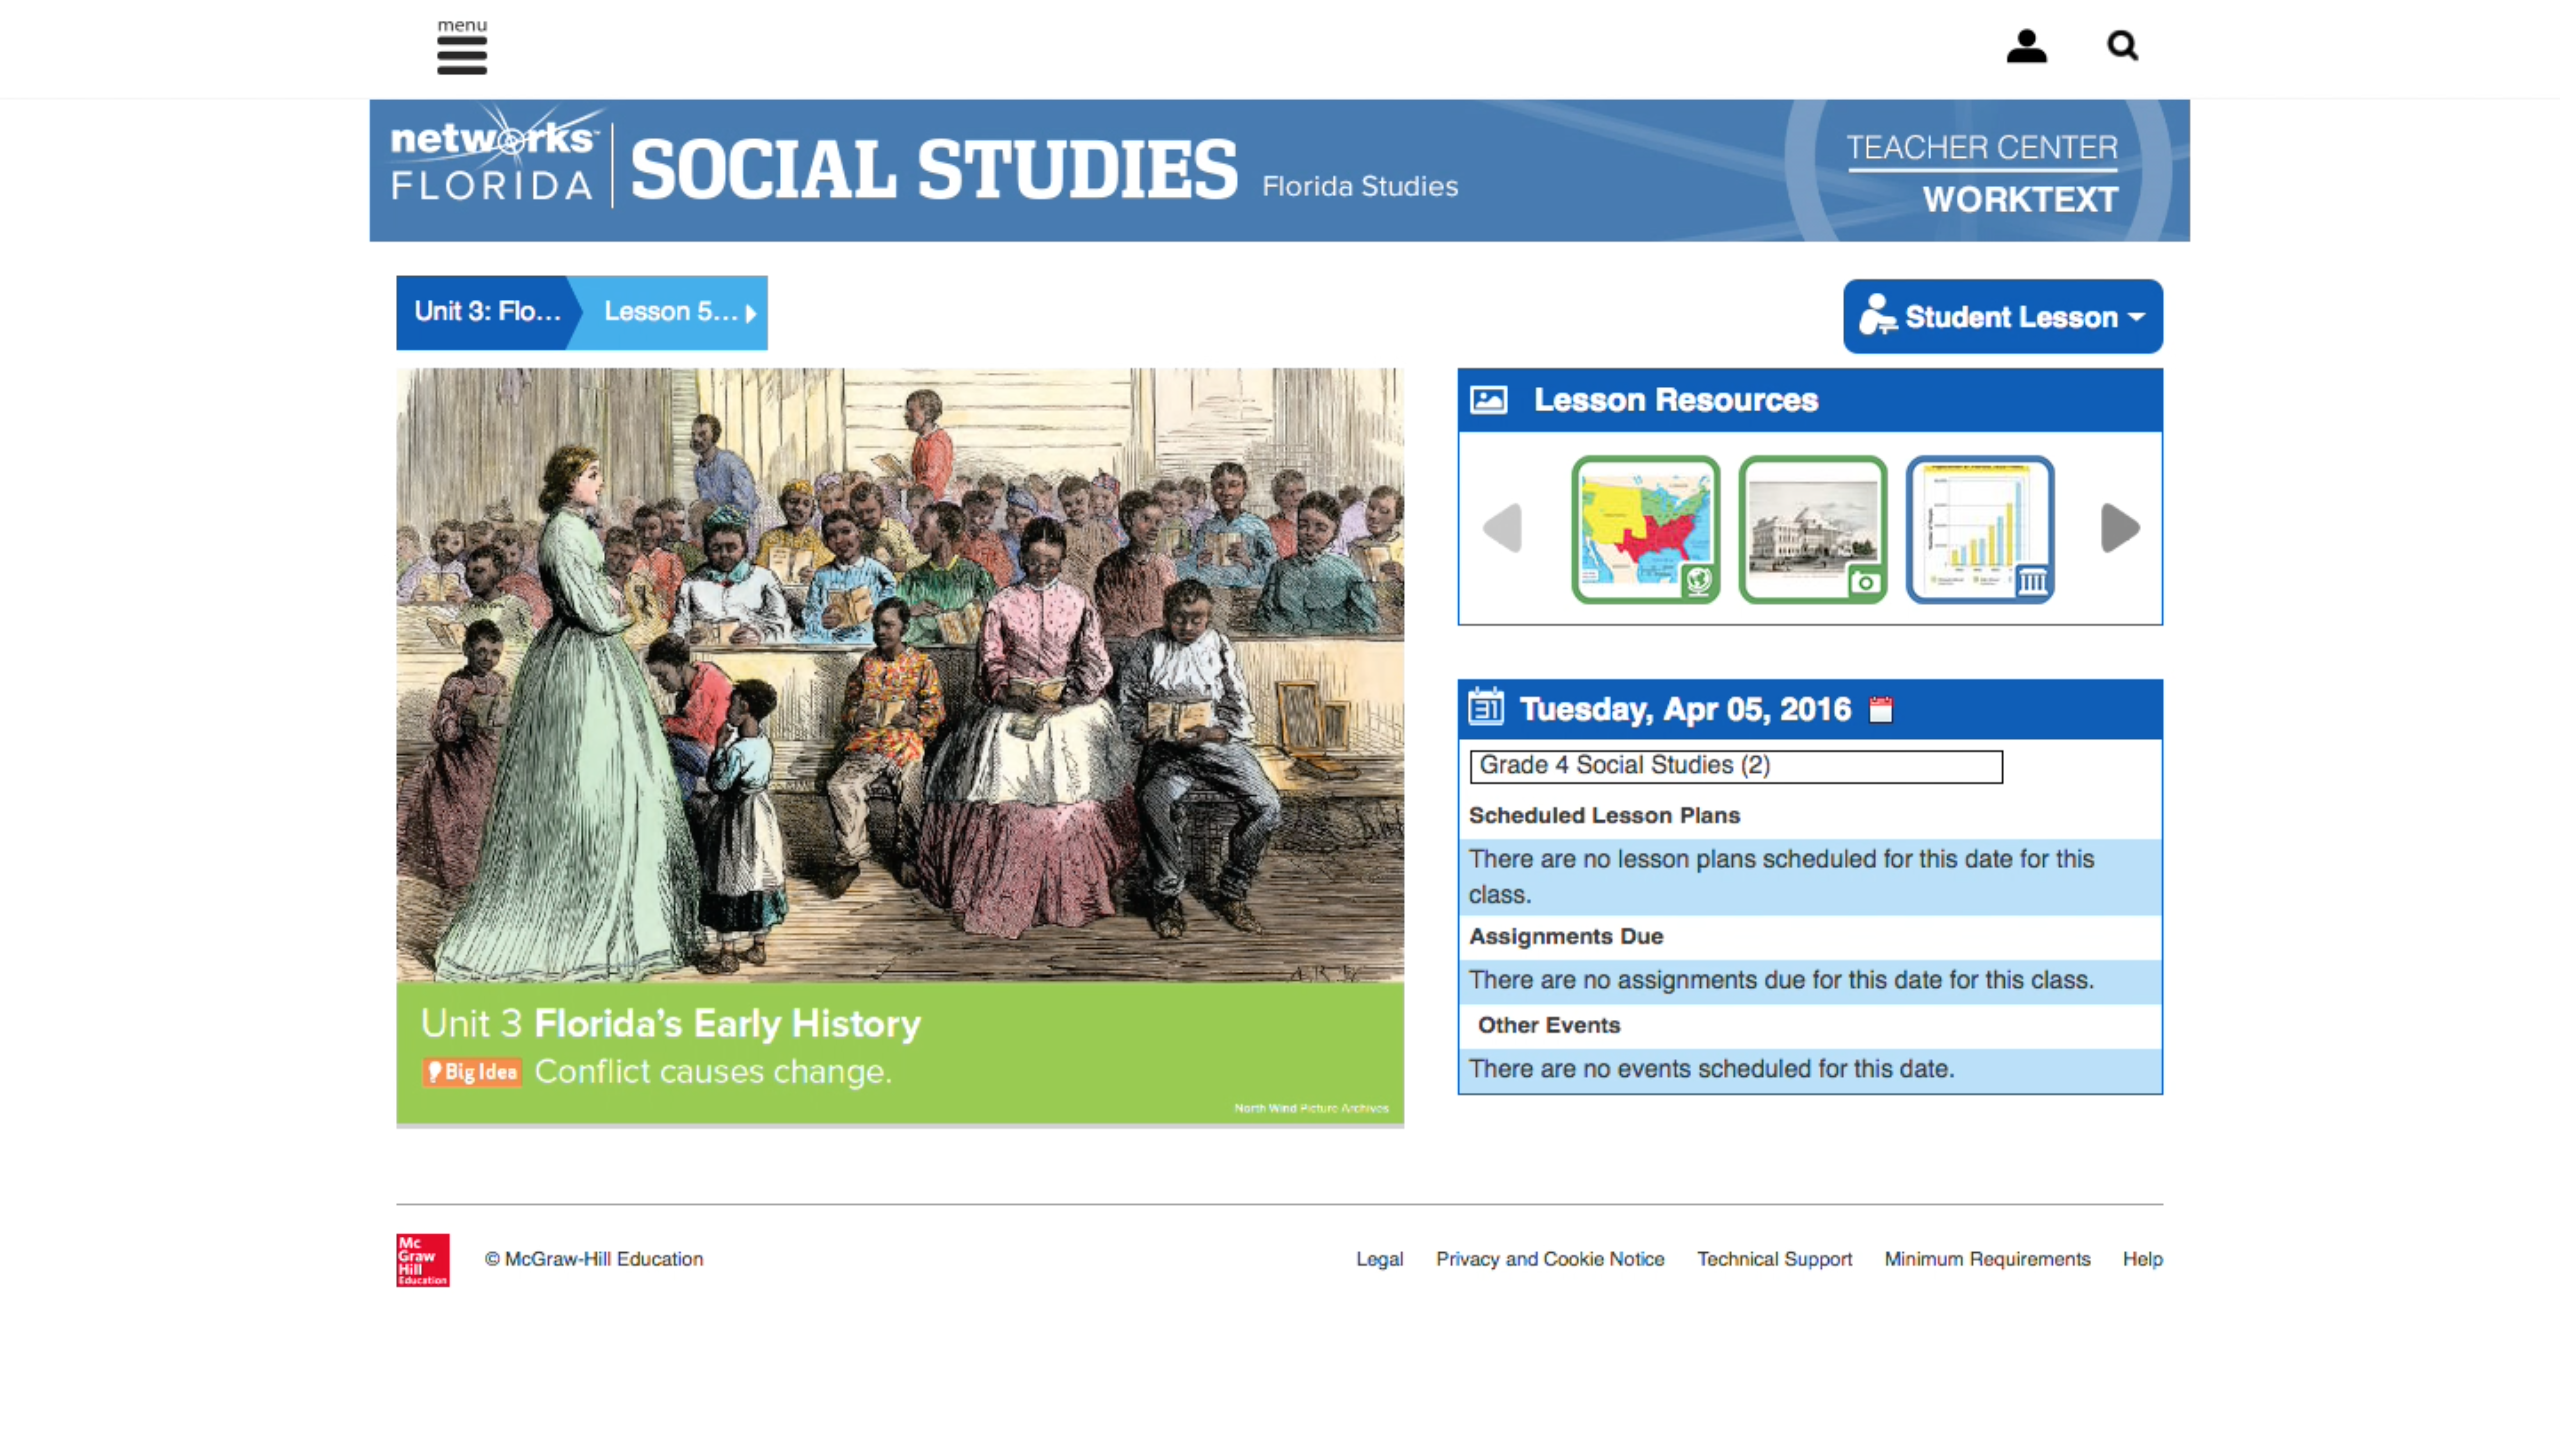 menu
networks™
FLORIDA
SOCIAL STUDIES Florida Studies
TEACHER CENTER
WORKTEXT
Unit 3: Flo...
Lesson 5...
Student Lesson
Lesson Resources
31 Tuesday, Apr 05, 2016
Grade 4 Social Studies (2)
Scheduled Lesson Plans
There are no lesson plans scheduled for this date for this
class.
Assignments Due
There are no assignments due for this date for this class.
Other Events
There are no events scheduled for this date.
Unit 3 Florida's Early History
Big Idea Conflict causes change.
North Wind Picture Archives
Mc
Graw
Hill
Education
© McGraw-Hill Education
Legal
Privacy and Cookie Notice
Technical Support
Minimum Requirements
Help